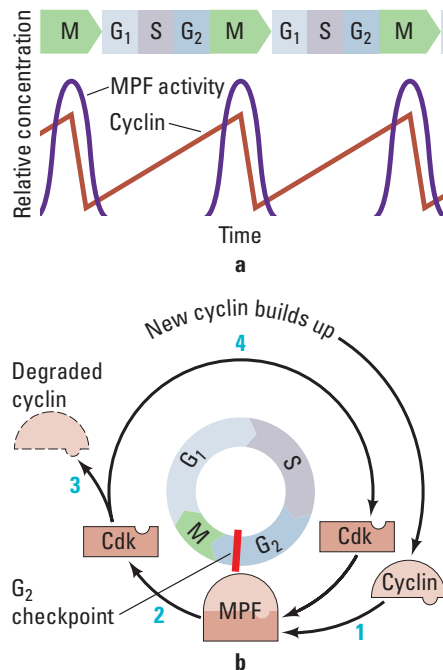 M G₁ S G₂ M G₁ S G₂ M
Relative concentration
MPF activity
Cyclin
Time
a
New cyclin builds up
4
Degraded
cyclin
3
G₁
S
M
G₂
Cdk
Cdk
Cyclin
G₂
checkpoint
2
MPF
1
b